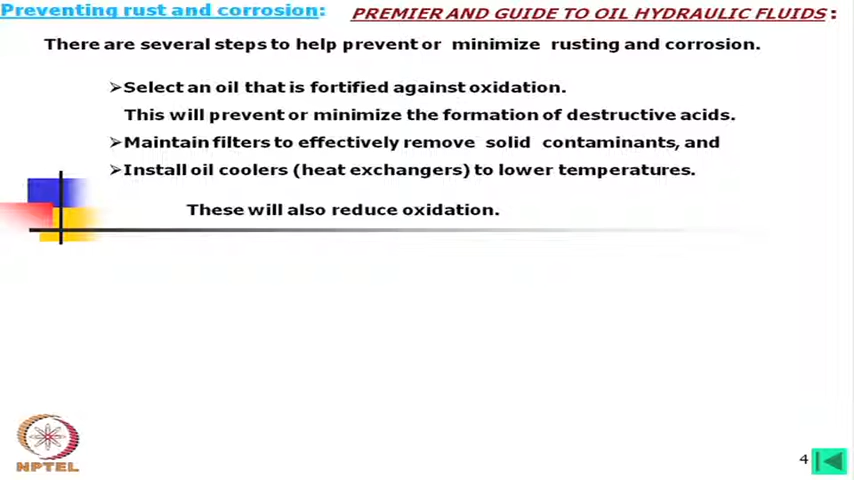 Preventing rust and corrosion:
PREMIER AND GUIDE TO OIL HYDRAULIC FLUIDS :
There are several steps to help prevent or minimize rusting and corrosion.
➢Select an oil that is fortified against oxidation.
This will prevent or minimize the formation of destructive acids.
➢Maintain filters to effectively remove solid contaminants, and
➢Install oil coolers (heat exchangers) to lower temperatures.
These will also reduce oxidation.
NPTEL
4